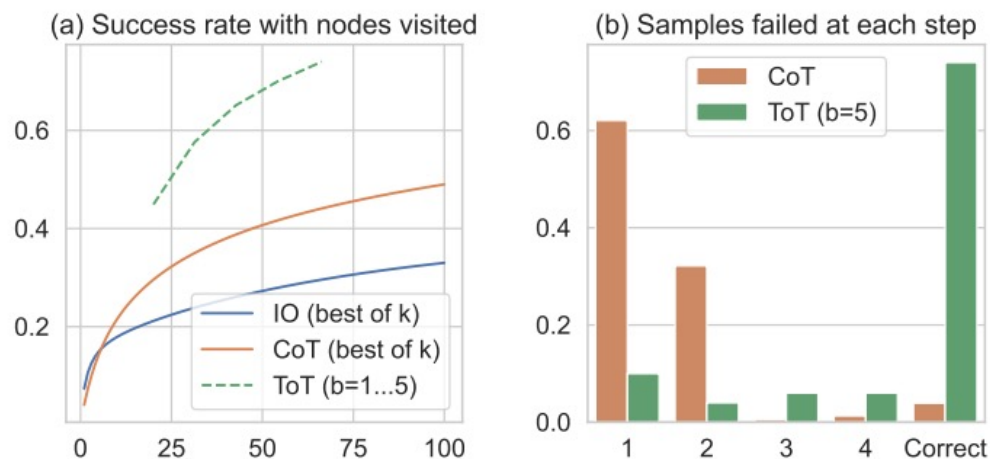 (a) Success rate with nodes visited
0.6
0.4
0.2
IO (best of k)
CoT (best of k)
ToT (b=1...5)
0 25 50 75 100
(b) Samples failed at each step
CoT
ToT (b=5)
0.6
0.4
0.2
0.0
1 2 3 4 Correct